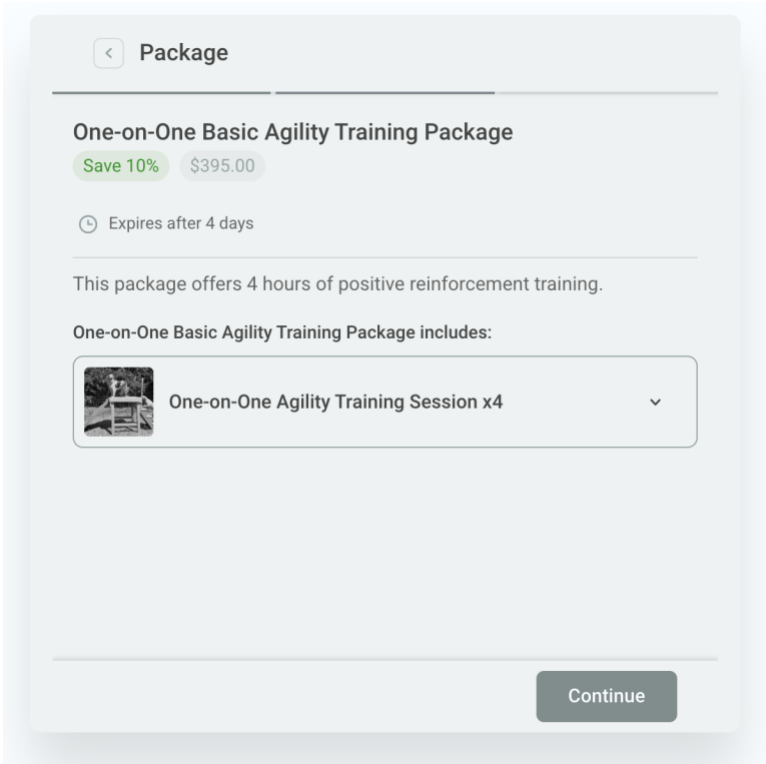 Package
One-on-One Basic Agility Training Package
Save 10% $395.00
Expires after 4 days
This package offers 4 hours of positive reinforcement training.
One-on-One Basic Agility Training Package includes:
One-on-One Agility Training Session x4
Continue